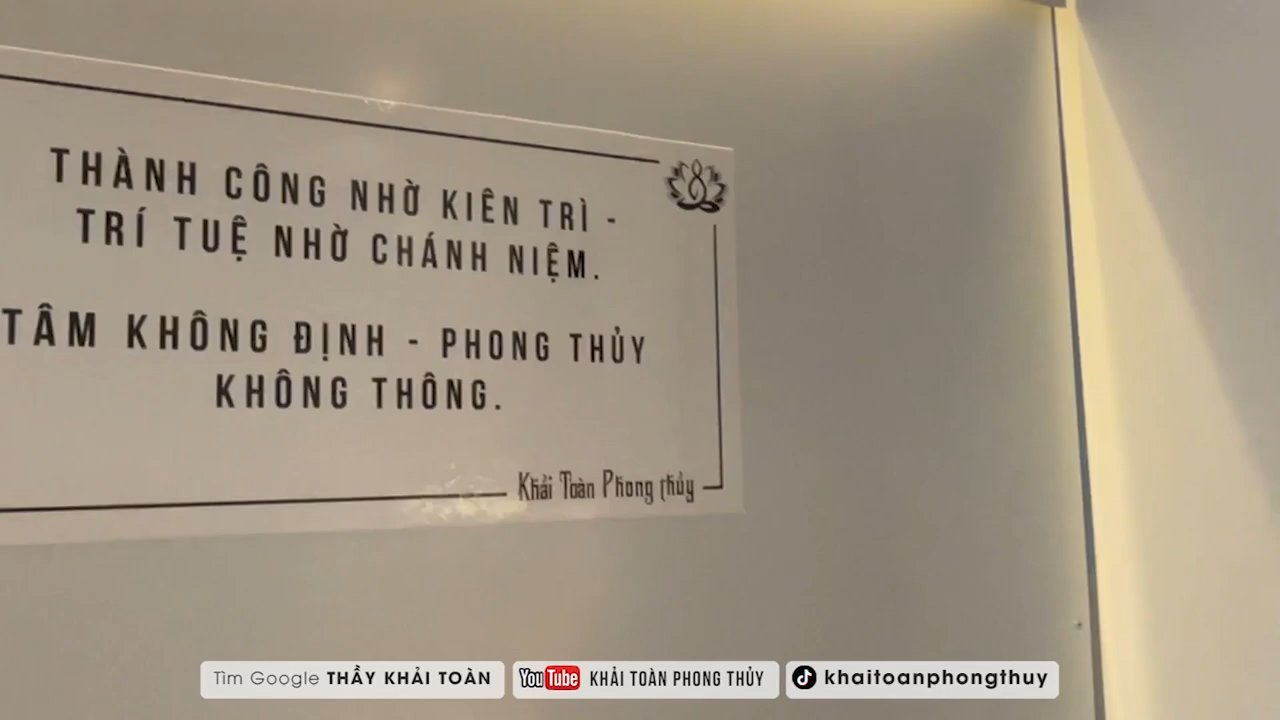 THÀNH CÔNG NHỜ KIÊN TRÌ -
TRÍ TUỆ NHỜ CHÁNH NIỆM.
TÂM KHÔNG ĐỊNH - PHONG THỦY
KHÔNG THÔNG.
Khải Toàn Phong thủy
Tìm Google THẦY KHẢI TOÀN
YouTube KHẢI TOÀN PHONG THỦY
khaitoanphongthuy